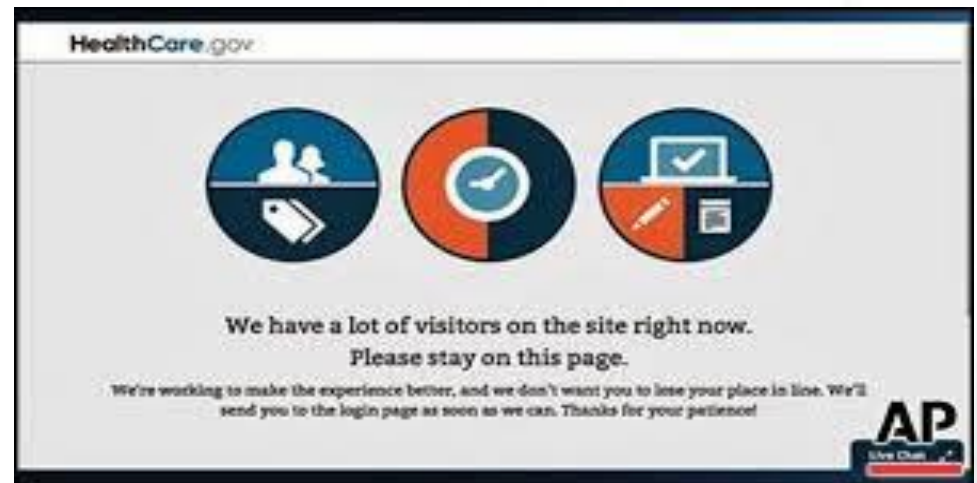 HealthCare.gov
We have a lot of visitors on the site right now.
Please stay on this page.
We're working to make the experience better, and we don't want you to lose your place in line. We'll
send you to the login page as soon as we can. Thanks for your patience!
AP
Live Chat